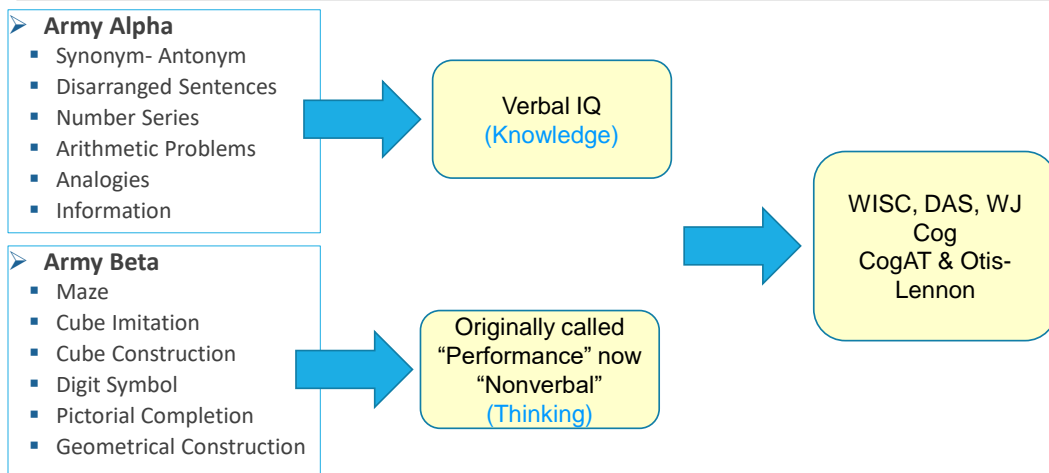 Army Alpha
Synonym- Antonym
Disarranged Sentences
Number Series
Arithmetic Problems
Analogies
Information
Verbal IQ
(Knowledge)
Army Beta
Maze
Cube Imitation
Cube Construction
Digit Symbol
Pictorial Completion
Geometrical Construction
Originally called
“Performance” now
“Nonverbal”
(Thinking)
WISC, DAS, WJ
Cog
CogAT & Otis-
Lennon